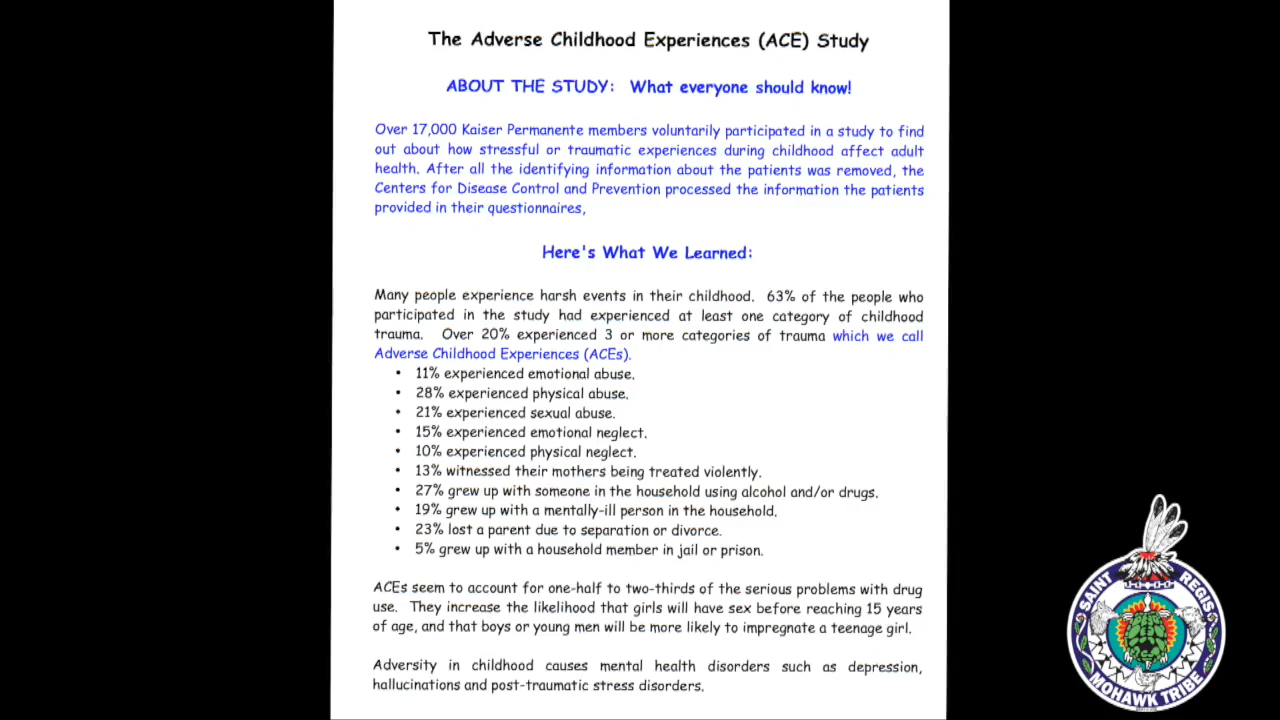 The Adverse Childhood Experiences (ACE) Study
ABOUT THE STUDY: What everyone should know!
Over 17,000 Kaiser Permanente members voluntarily participated in a study to find
out about how stressful or traumatic experiences during childhood affect adult
health. After all the identifying information about the patients was removed, the
Centers for Disease Control and Prevention processed the information the patients
provided in their questionnaires,
Here's What We Learned:
Many people experience harsh events in their childhood. 63% of the people who
participated in the study had experienced at least one category of childhood
trauma. Over 20% experienced 3 or more categories of trauma which we call
Adverse Childhood Experiences (ACEs).
• 11% experienced emotional abuse.
• 28% experienced physical abuse.
• 21% experienced sexual abuse.
• 15% experienced emotional neglect.
• 10% experienced physical neglect.
• 13% witnessed their mothers being treated violently.
• 27% grew up with someone in the household using alcohol and/or drugs.
• 19% grew up with a mentally-ill person in the household.
• 23% lost a parent due to separation or divorce.
• 5% grew up with a household member in jail or prison.
ACEs seem to account for one-half to two-thirds of the serious problems with drug
use. They increase the likelihood that girls will have sex before reaching 15 years
of age, and that boys or young men will be more likely to impregnate a teenage girl.
Adversity in childhood causes mental health disorders such as depression,
hallucinations and post-traumatic stress disorders.
SAINT REGIS
MOHAWK TRIBE